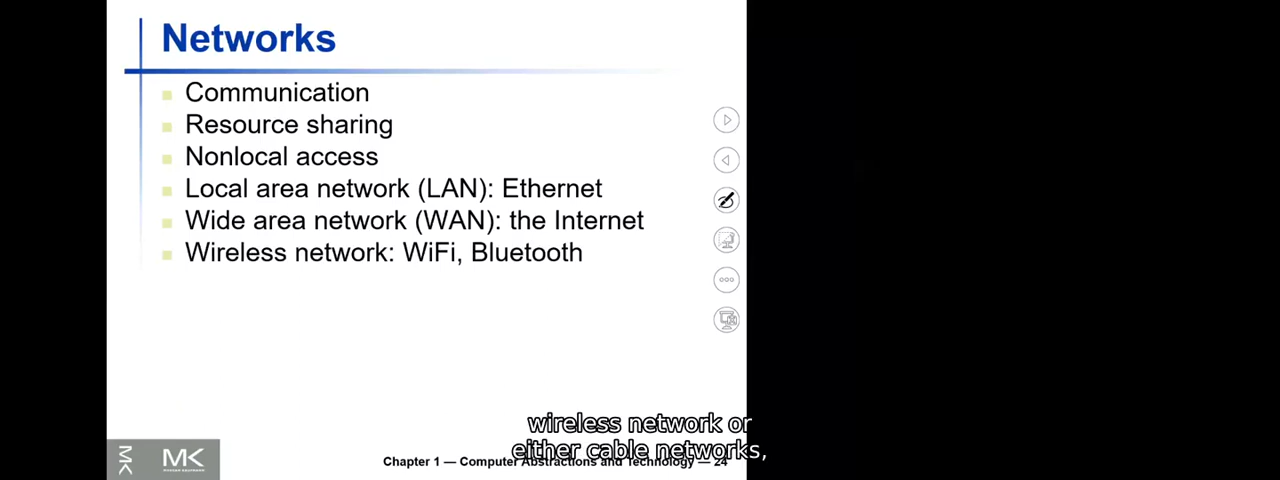 Networks
Communication
Resource sharing
Nonlocal access
Local area network (LAN): Ethernet
Wide area network (WAN): the Internet
Wireless network: WiFi, Bluetooth
wireless network or
either cable networks,
MK
MK
Chapter 1 — Computer Abstractions and Technology — 24